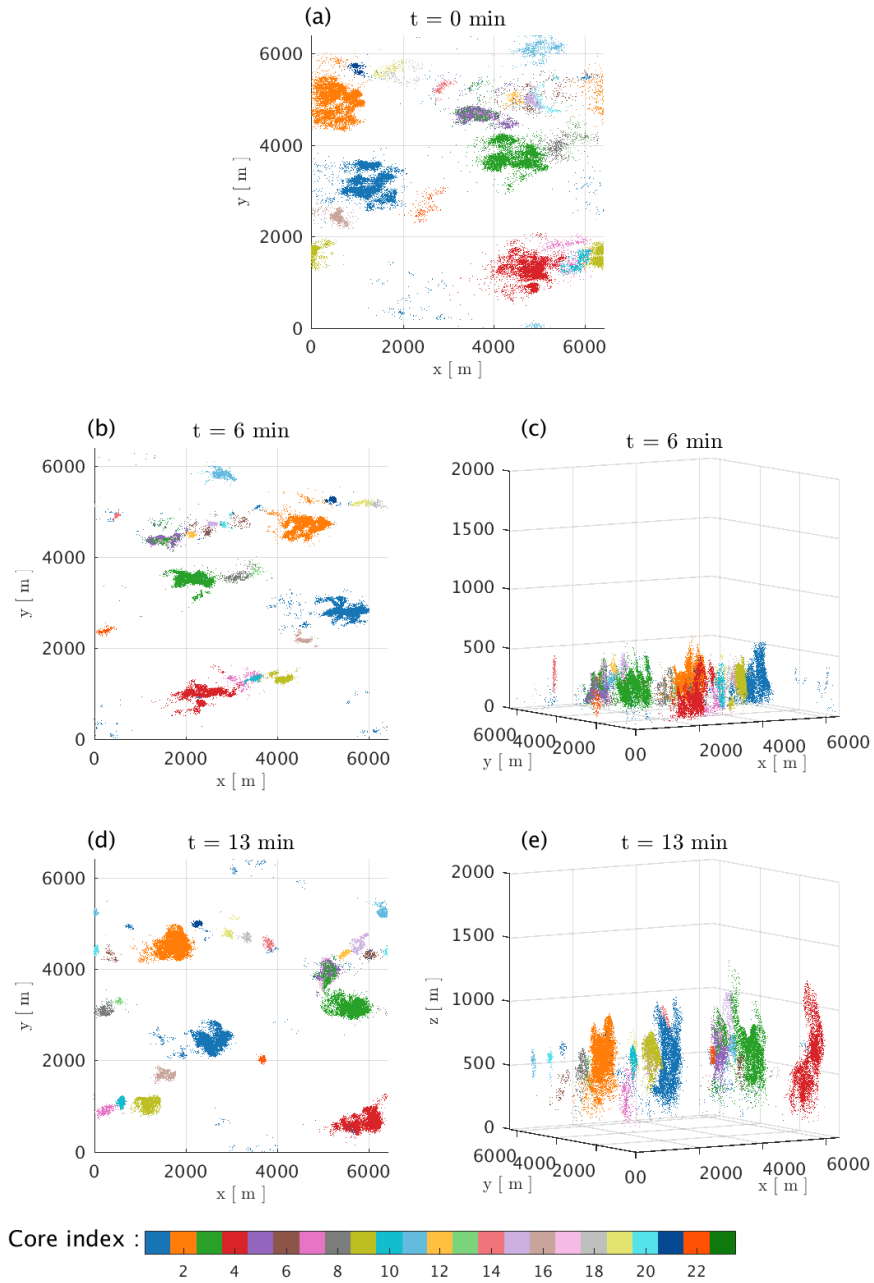 (a) t = 0 min
6000
4000
2000
0
y [ m ]
0 2000 4000 6000
x [ m ]
(b) t = 6 min
6000
4000
2000
0
y [ m ]
0 2000 4000 6000
x [ m ]
(c) t = 6 min
2000
1500
1000
500
0
6000 4000 2000 00 2000 4000 6000
y [ m ] x [ m ]
(d) t = 13 min
6000
4000
2000
0
y [ m ]
0 2000 4000 6000
x [ m ]
(e) t = 13 min
2000
1500
1000
500
0
z [ m ]
6000 4000 2000 00 2000 4000 6000
y [ m ] x [ m ]
Core index :
2 4 6 8 10 12 14 16 18 20 22